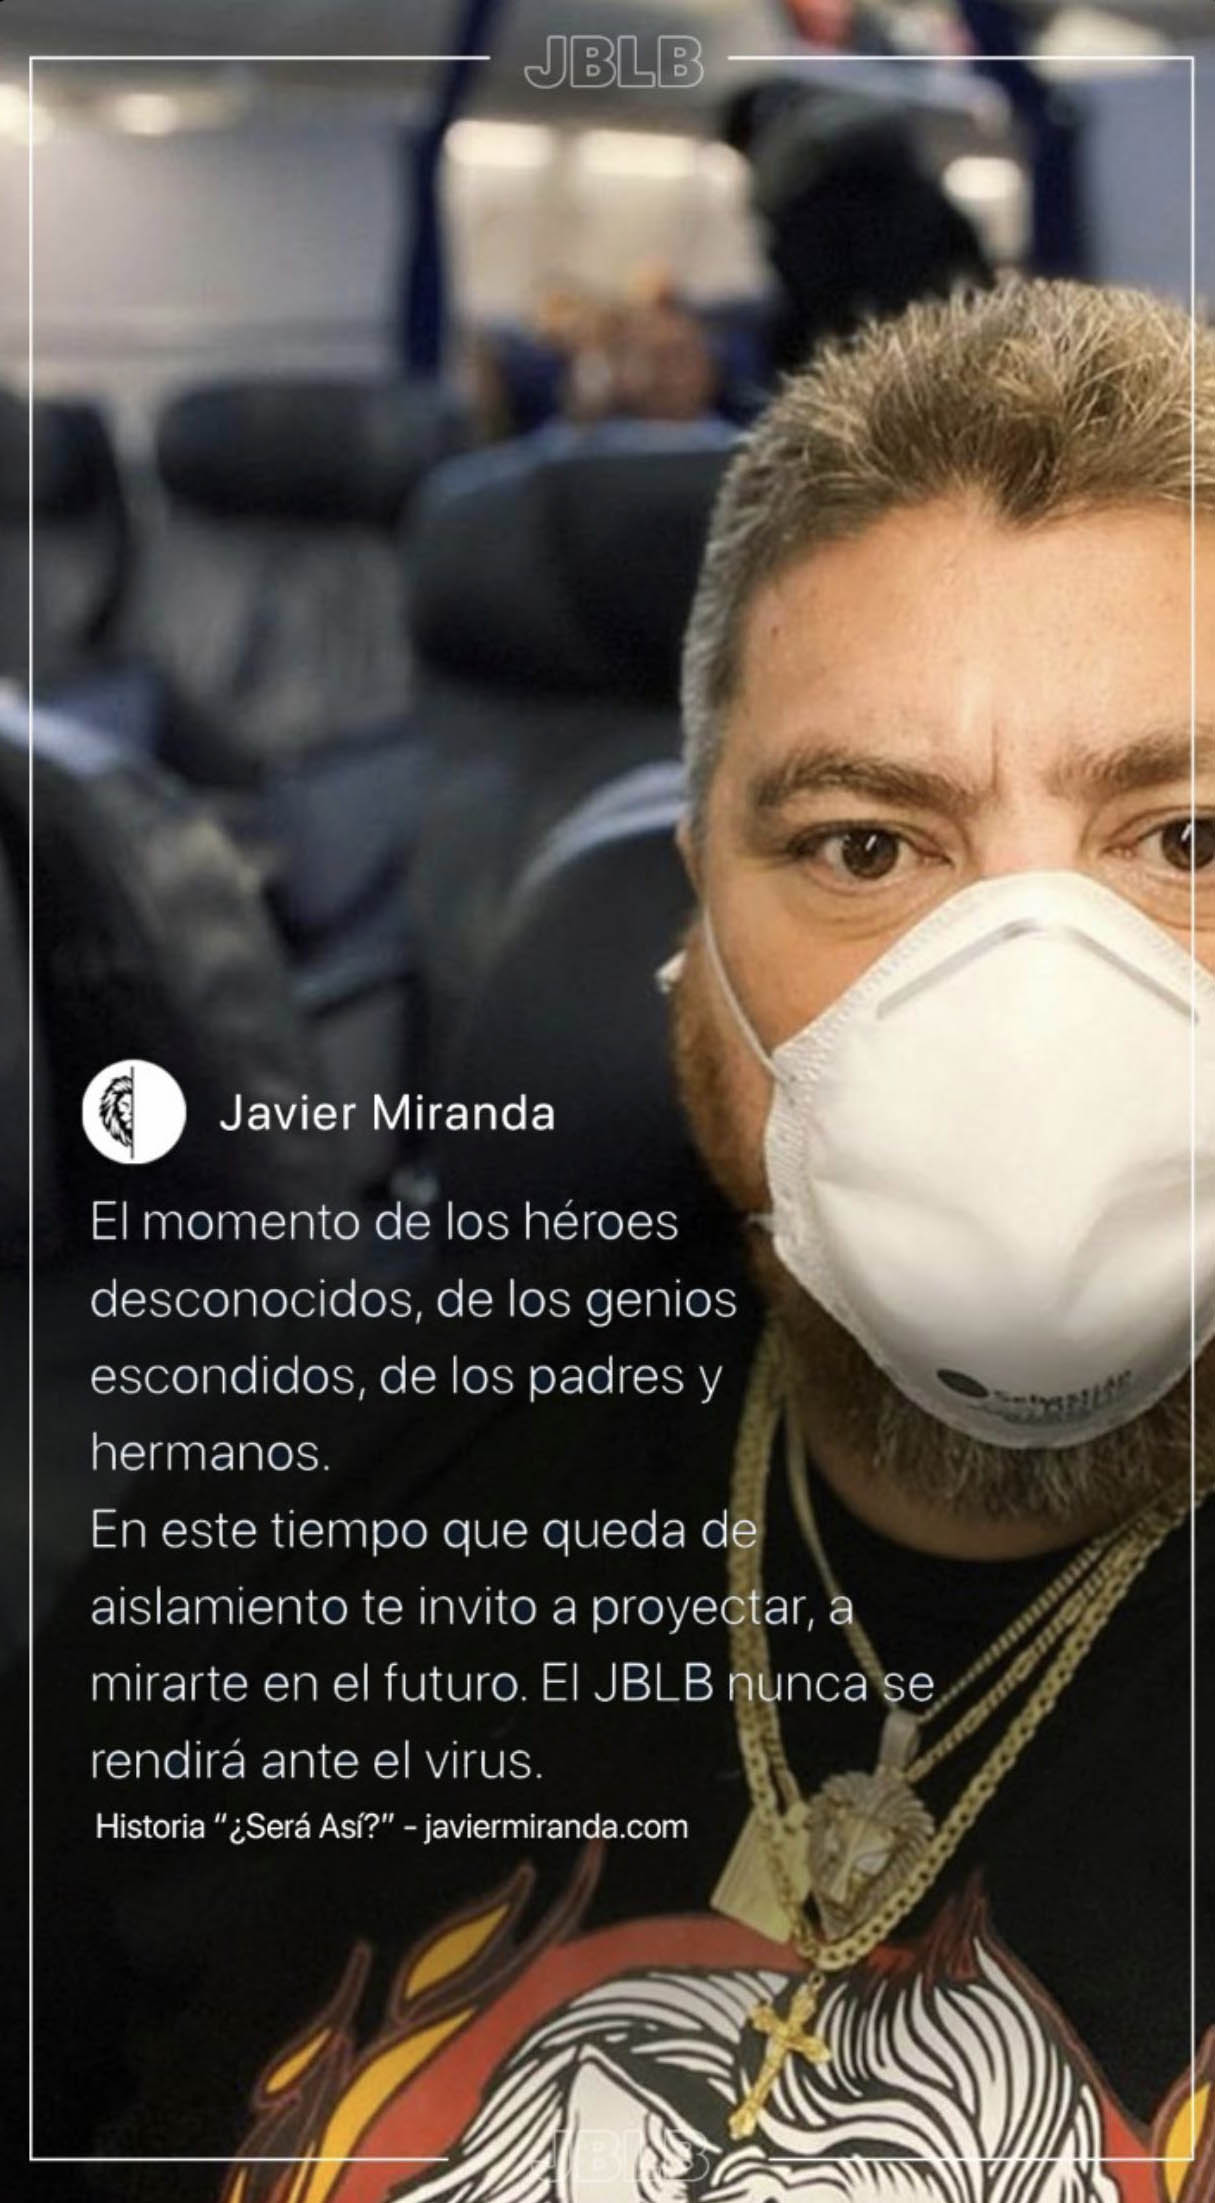 JBLB
Javier Miranda
El momento de los héroes
desconocidos, de los genios
escondidos, de los padres y
hermanos.
En este tiempo que queda de
aislamiento te invito a proyectar, a
mirarte en el futuro. El JBLB nunca se
rendirá ante el virus.
Historia “¿Será Así?” - javiermiranda.com
JBLB